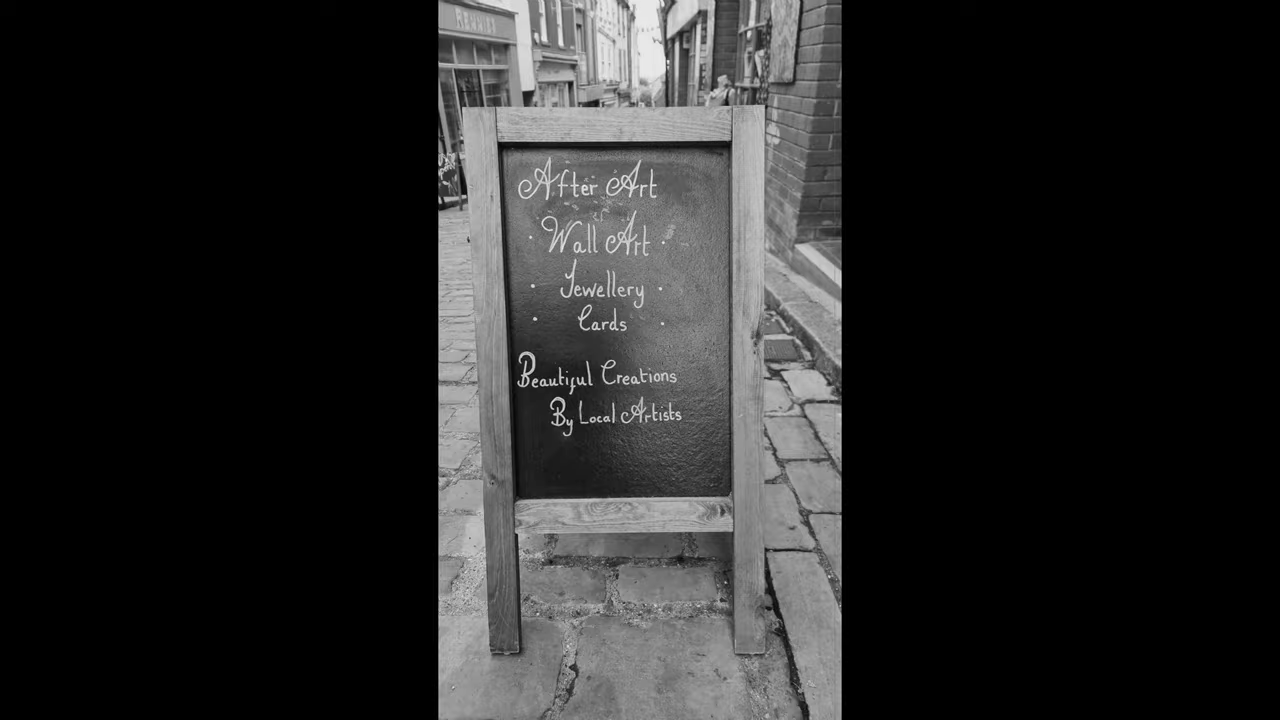 After Art
· Wall Art ·
· Jewellery ·
· Cards ·
Beautiful Creations
By Local Artists